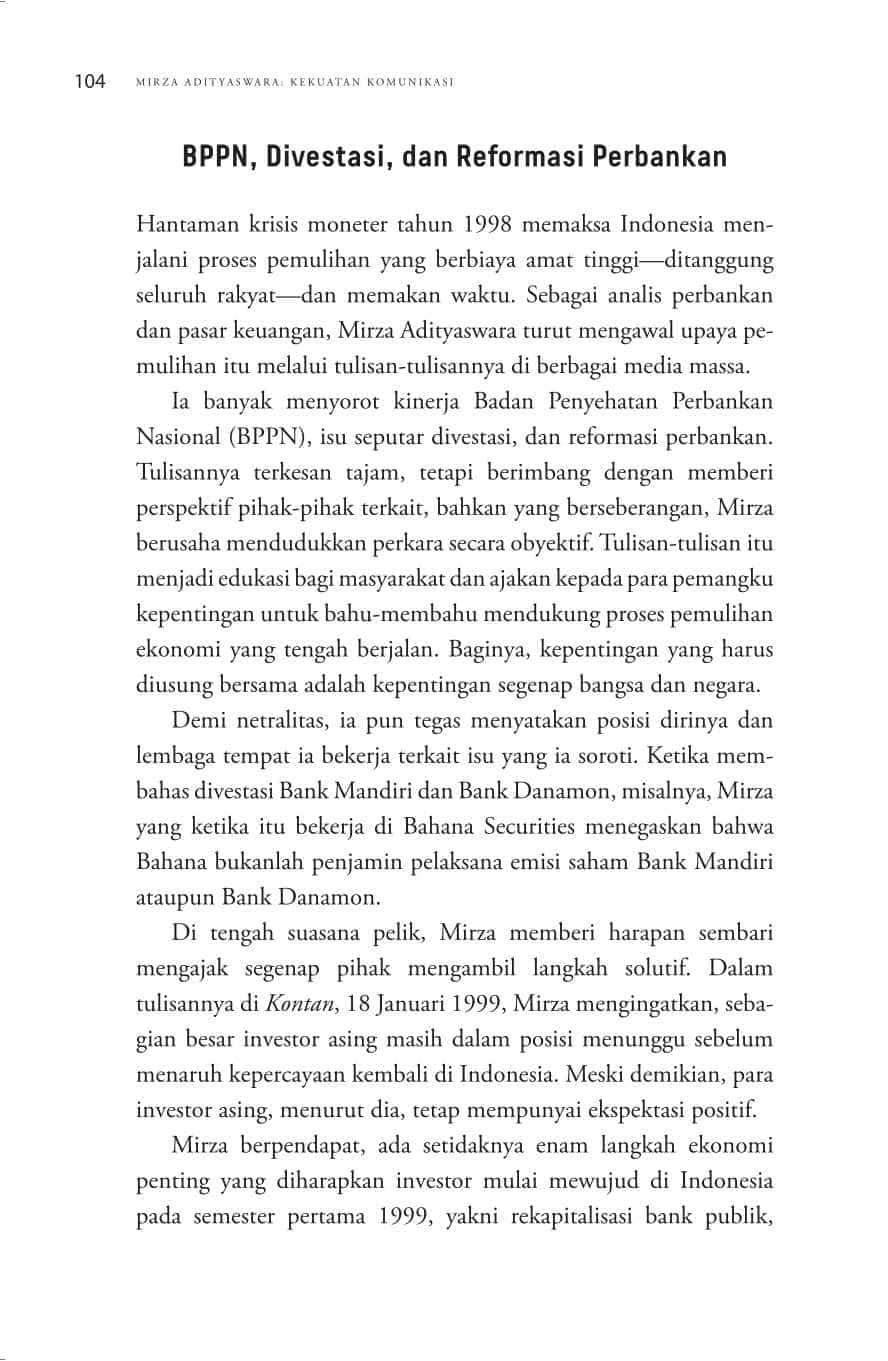 104 MIRZA ADITYASWARA: KEKUATAN KOMUNIKASI
BPPN, Divestasi, dan Reformasi Perbankan
Hantaman krisis moneter tahun 1998 memaksa Indonesia men-
jalani proses pemulihan yang berbiaya amat tinggi—ditanggung
seluruh rakyat—dan memakan waktu. Sebagai analis perbankan
dan pasar keuangan, Mirza Adityaswara turut mengawal upaya pe-
mulihan itu melalui tulisan-tulisannya di berbagai media massa.
Ia banyak menyorot kinerja Badan Penyehatan Perbankan
Nasional (BPPN), isu seputar divestasi, dan reformasi perbankan.
Tulisannya terkesan tajam, tetapi berimbang dengan memberi
perspektif pihak-pihak terkait, bahkan yang berseberangan, Mirza
berusaha mendudukkan perkara secara obyektif. Tulisan-tulisan itu
menjadi edukasi bagi masyarakat dan ajakan kepada para pemangku
kepentingan untuk bahu-membahu mendukung proses pemulihan
ekonomi yang tengah berjalan. Baginya, kepentingan yang harus
diusung bersama adalah kepentingan segenap bangsa dan negara.
Demi netralitas, ia pun tegas menyatakan posisi dirinya dan
lembaga tempat ia bekerja terkait isu yang ia soroti. Ketika mem-
bahas divestasi Bank Mandiri dan Bank Danamon, misalnya, Mirza
yang ketika itu bekerja di Bahana Securities menegaskan bahwa
Bahana bukanlah penjamin pelaksana emisi saham Bank Mandiri
ataupun Bank Danamon.
Di tengah suasana pelik, Mirza memberi harapan sembari
mengajak segenap pihak mengambil langkah solutif. Dalam
tulisannya di Kontan, 18 Januari 1999, Mirza mengingatkan, seba-
gian besar investor asing masih dalam posisi menunggu sebelum
menaruh kepercayaan kembali di Indonesia. Meski demikian, para
investor asing, menurut dia, tetap mempunyai ekspektasi positif.
Mirza berpendapat, ada setidaknya enam langkah ekonomi
penting yang diharapkan investor mulai mewujud di Indonesia
pada semester pertama 1999, yakni rekapitalisasi bank publik,